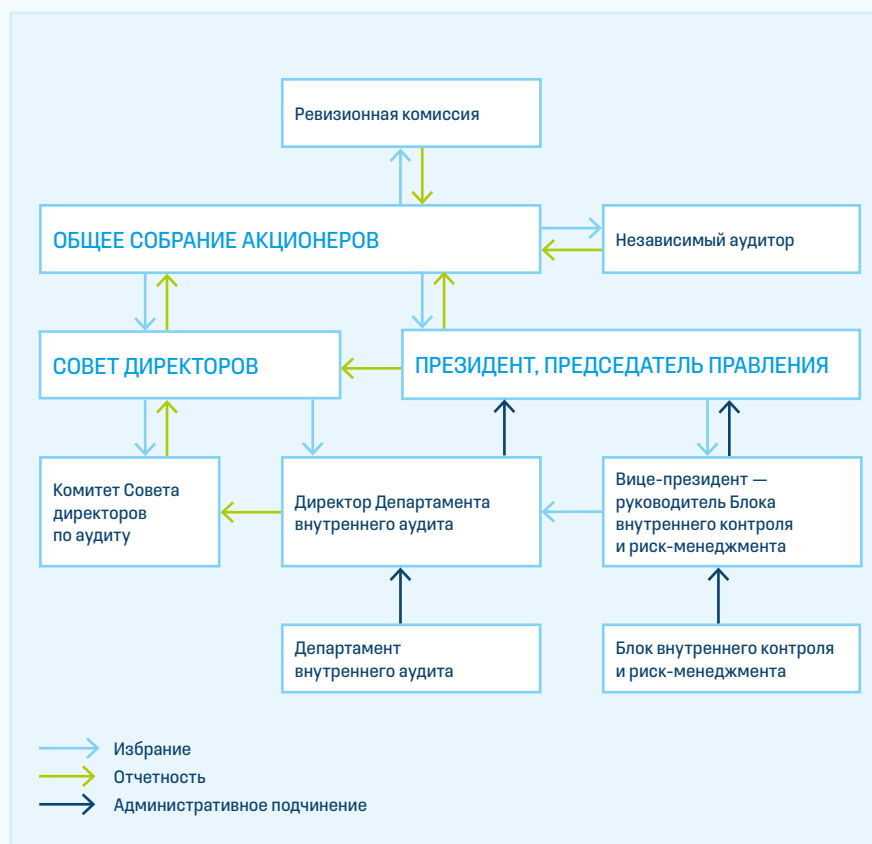 Ревизионная комиссия
ОБЩЕЕ СОБРАНИЕ АКЦИОНЕРОВ
Независимый аудитор
СОВЕТ ДИРЕКТОРОВ
ПРЕЗИДЕНТ, ПРЕДСЕДАТЕЛЬ ПРАВЛЕНИЯ
Комитет Совета
директоров
по аудиту
Директор Департамента
внутреннего аудита
Вице-президент —
руководитель Блока
внутреннего контроля
и риск-менеджмента
Департамент
внутреннего аудита
Блок внутреннего контроля
и риск-менеджмента
Избрание
Отчетность
Административное подчинение